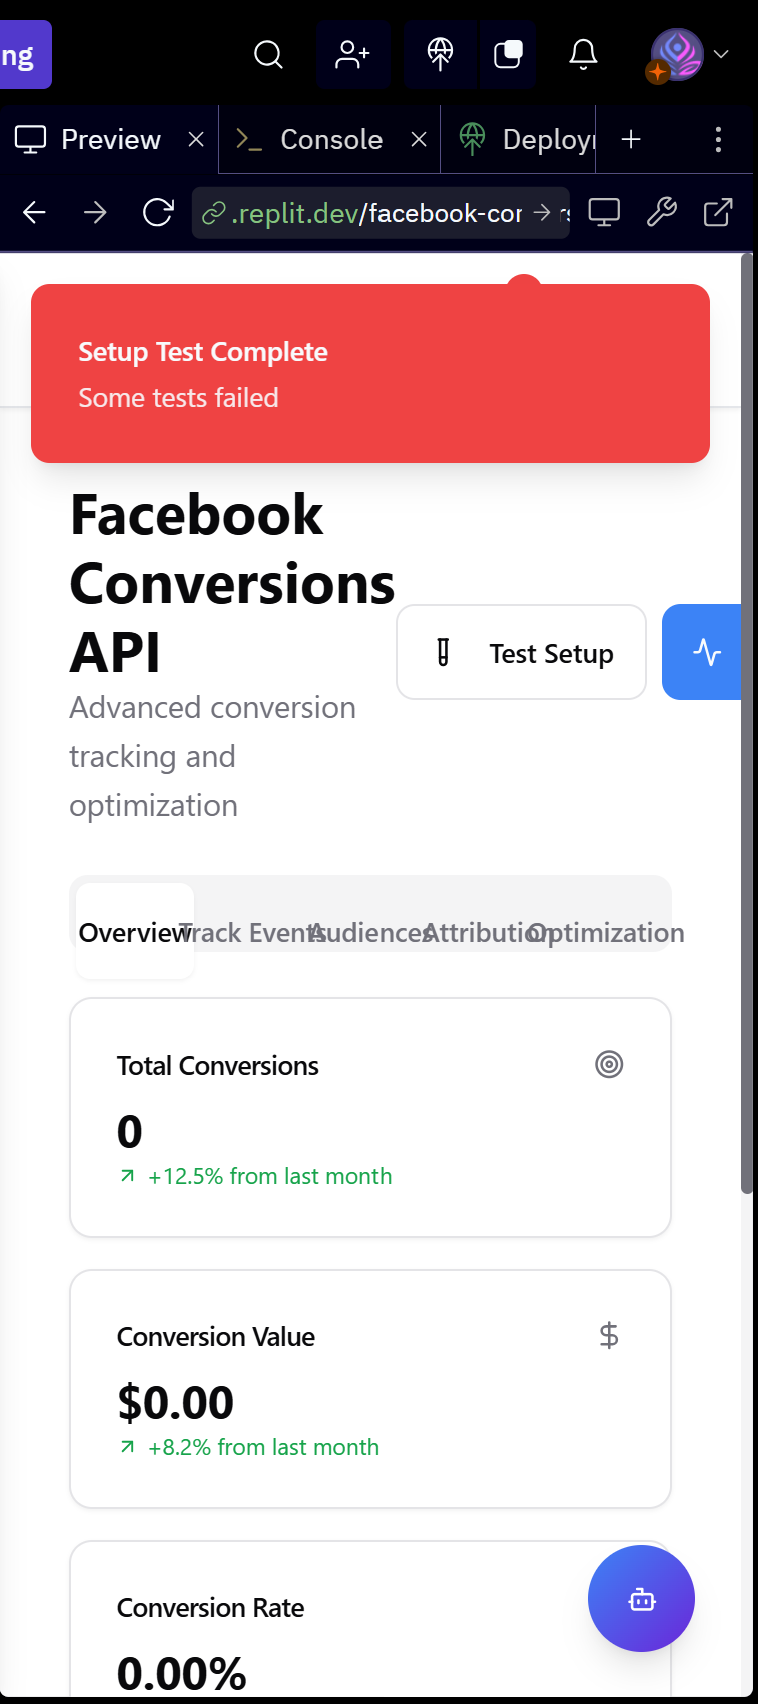 ng
Preview
Console
Deploy
.replit.dev/facebook-con
Setup Test Complete
Some tests failed
Facebook
Conversions
API
Test Setup
Advanced conversion
tracking and
optimization
Overview
Track Events
Audiences
Attribution
Optimization
Total Conversions
0
+12.5% from last month
Conversion Value
$0.00
+8.2% from last month
Conversion Rate
0.00%